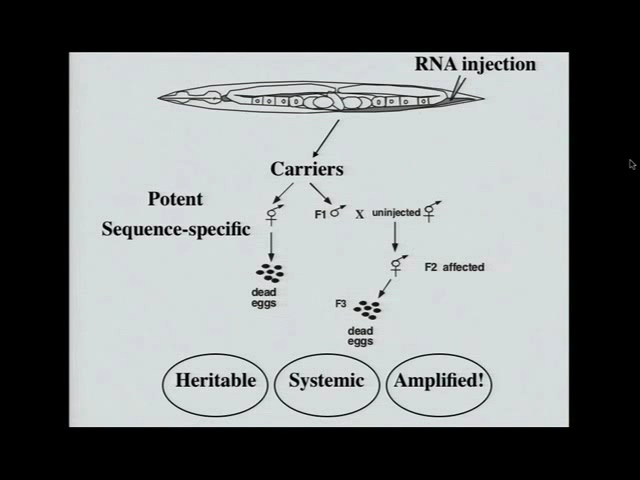 RNA injection
Carriers
Potent
Sequence-specific
F1
X
uninjected
F2 affected
dead
eggs
F3
dead
eggs
Heritable
Systemic
Amplified!